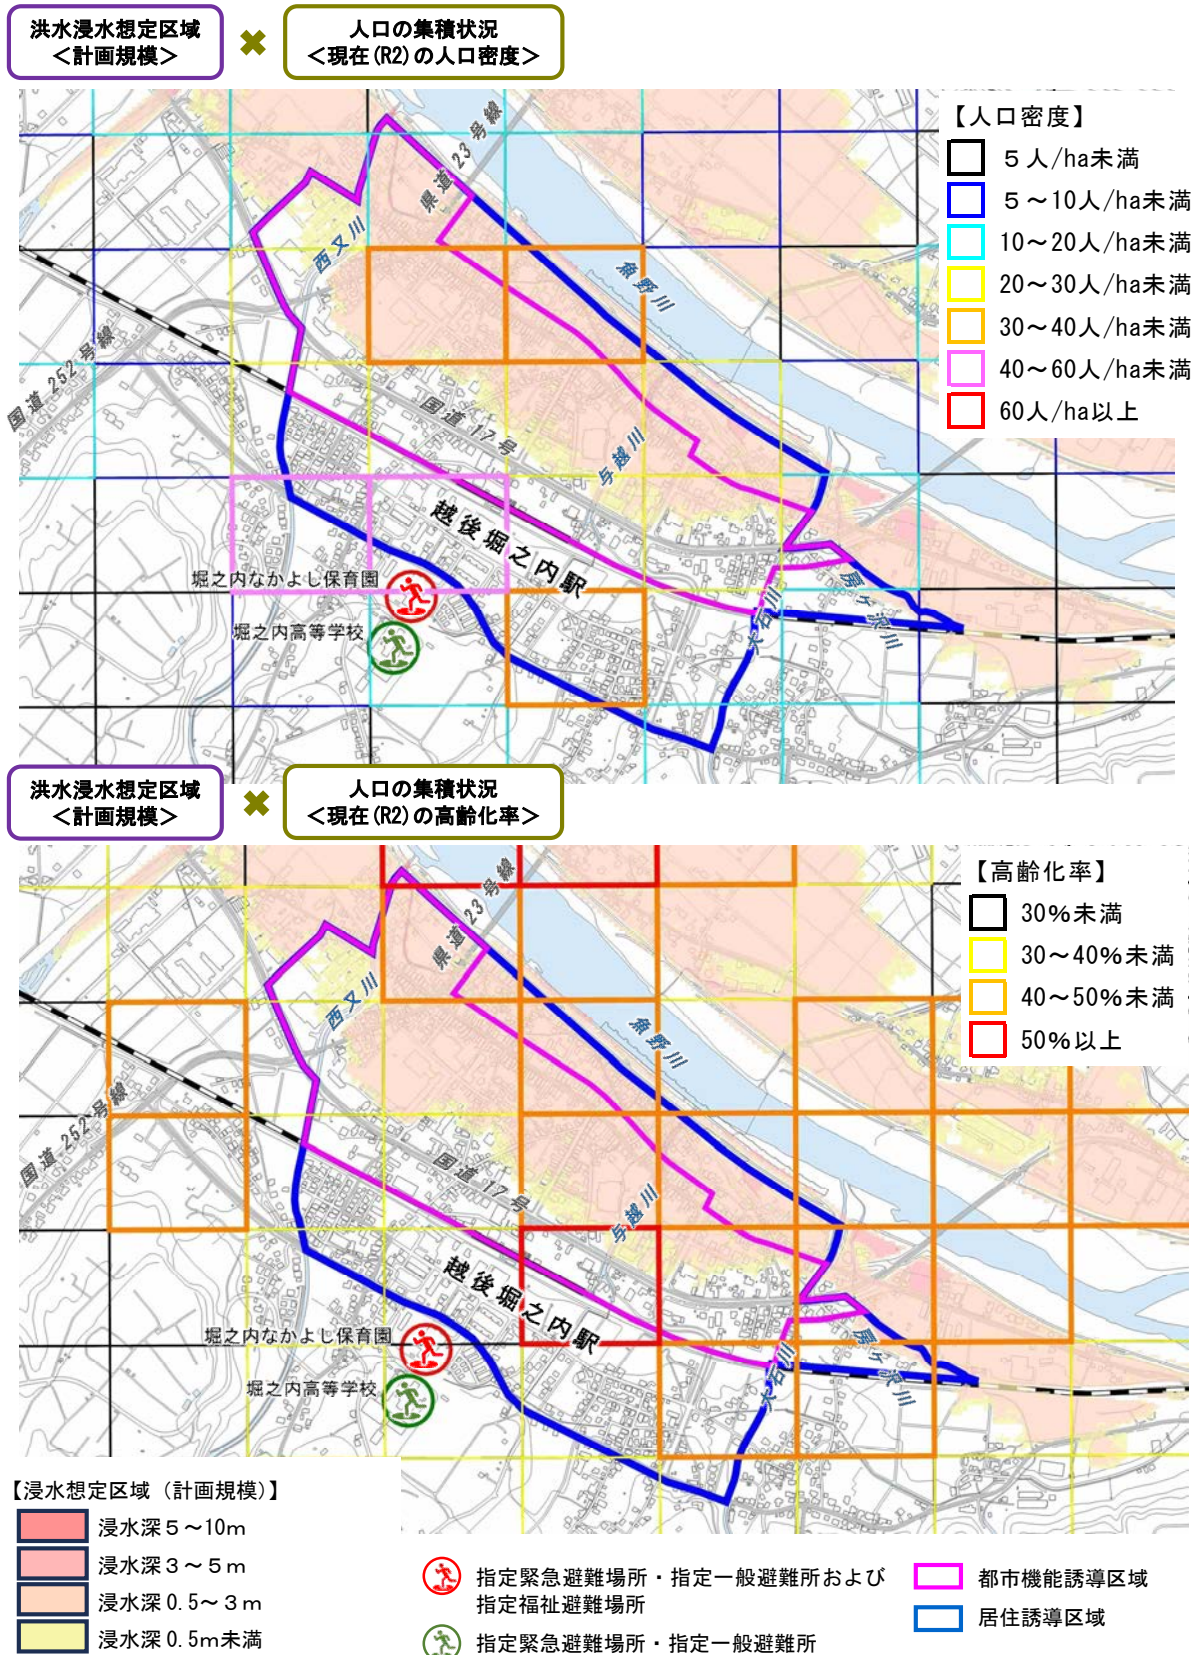 洪水浸水想定区域
＜計画規模＞
✖
人口の集積状況
＜現在(R2)の人口密度＞
【人口密度】
５人/ha未満
５～10人/ha未満
10～20人/ha未満
20～30人/ha未満
30～40人/ha未満
40～60人/ha未満
60人/ha以上
県道23号線
西又川
魚野川
国道252号線
国道17号
与越川
越後堀之内駅
堀之内なかよし保育園
堀之内高等学校
大石川
房ヶ沢川
洪水浸水想定区域
＜計画規模＞
✖
人口の集積状況
＜現在(R2)の高齢化率＞
【高齢化率】
30%未満
30～40%未満
40～50%未満
50%以上
県道23号線
西又川
魚野川
国道252号線
国道17号
与越川
越後堀之内駅
堀之内なかよし保育園
堀之内高等学校
大石川
房ヶ沢川
【浸水想定区域（計画規模）】
浸水深５～10ｍ
浸水深３～５ｍ
浸水深0.5～３ｍ
浸水深0.5ｍ未満
指定緊急避難場所・指定一般避難所および
指定福祉避難場所
指定緊急避難場所・指定一般避難所
都市機能誘導区域
居住誘導区域